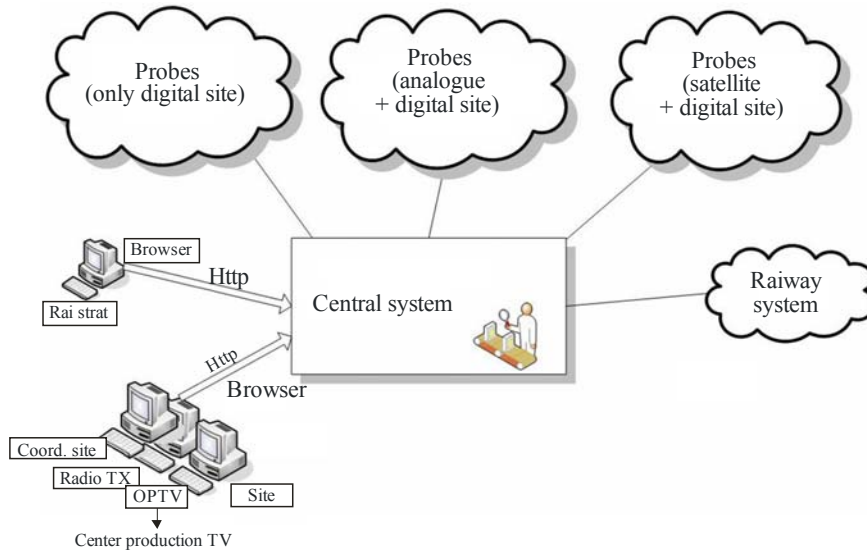 Probes
(only digital site)
Probes
(analogue
+ digital site)
Probes
(satellite
+ digital site)
Browser
Http
Rai strat
Central system
Raiway
system
Http
Browser
Coord. site
Radio TX
OPTV
Site
Center production TV